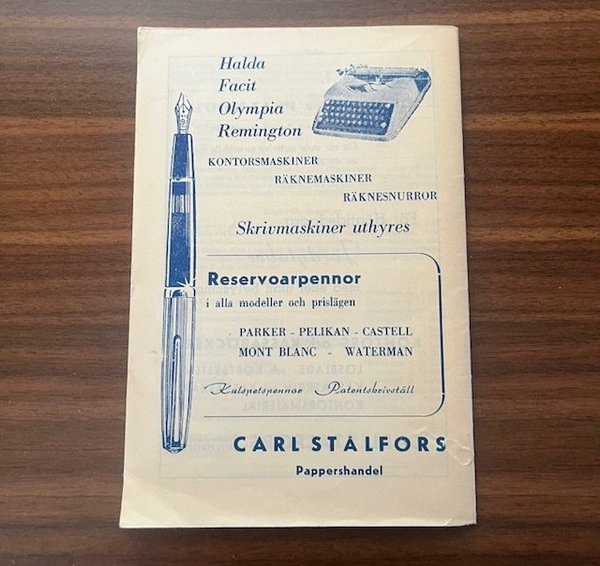 Halda
Facit
Olympia
Remington
KONTORSMASKINER
RÄKNEMASKINER
RÄKNESNURROR
Skrivmaskiner uthyres
Reservoarpennor
i alla modeller och prislägen
PARKER - PELIKAN - CASTELL
MONT BLANC - WATERMAN
Kulspetspennor Patentskrivställ
CARL STÅLFORS
Pappershandel